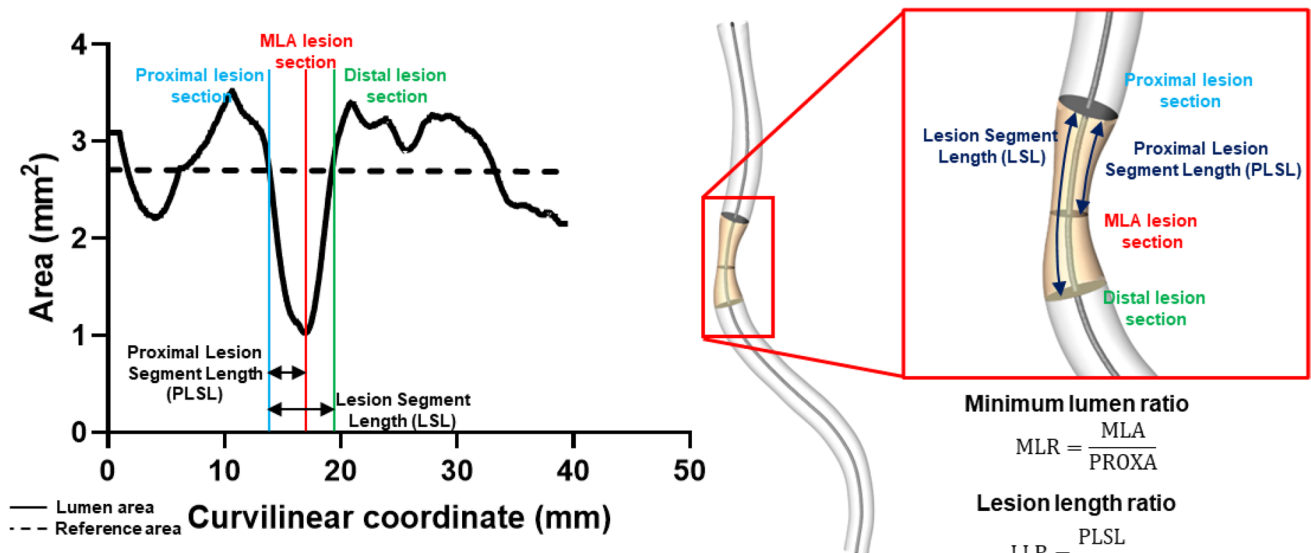 4
3
2
1
0
Area (mm²)
MLA lesion
section
Proximal lesion
section
Distal lesion
section
Proximal Lesion
Segment Length
(PLSL)
Lesion Segment
Length (LSL)
0 10 20 30 40 50
Lumen area
Reference area
Curvilinear coordinate (mm)
Proximal lesion
section
Lesion Segment
Length (LSL)
Proximal Lesion
Segment Length (PLSL)
MLA lesion
section
Distal lesion
section
Minimum lumen ratio
MLR = MLA
PROXA
Lesion length ratio
LLR = PLSL